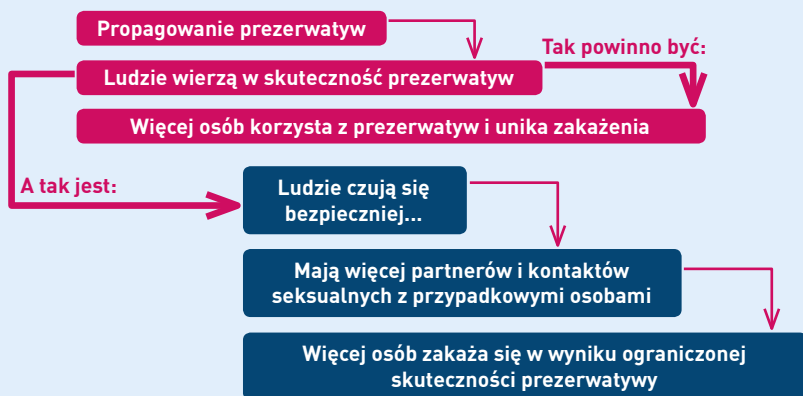 Propagowanie prezerwatyw
Tak powinno być:
Ludzie wierzą w skuteczność prezerwatyw
Więcej osób korzysta z prezerwatyw i unika zakażenia
A tak jest:
Ludzie czują się
bezpieczniej...
Mają więcej partnerów i kontaktów
seksualnych z przypadkowymi osobami
Więcej osób zakaża się w wyniku ograniczonej
skuteczności prezerwatywy